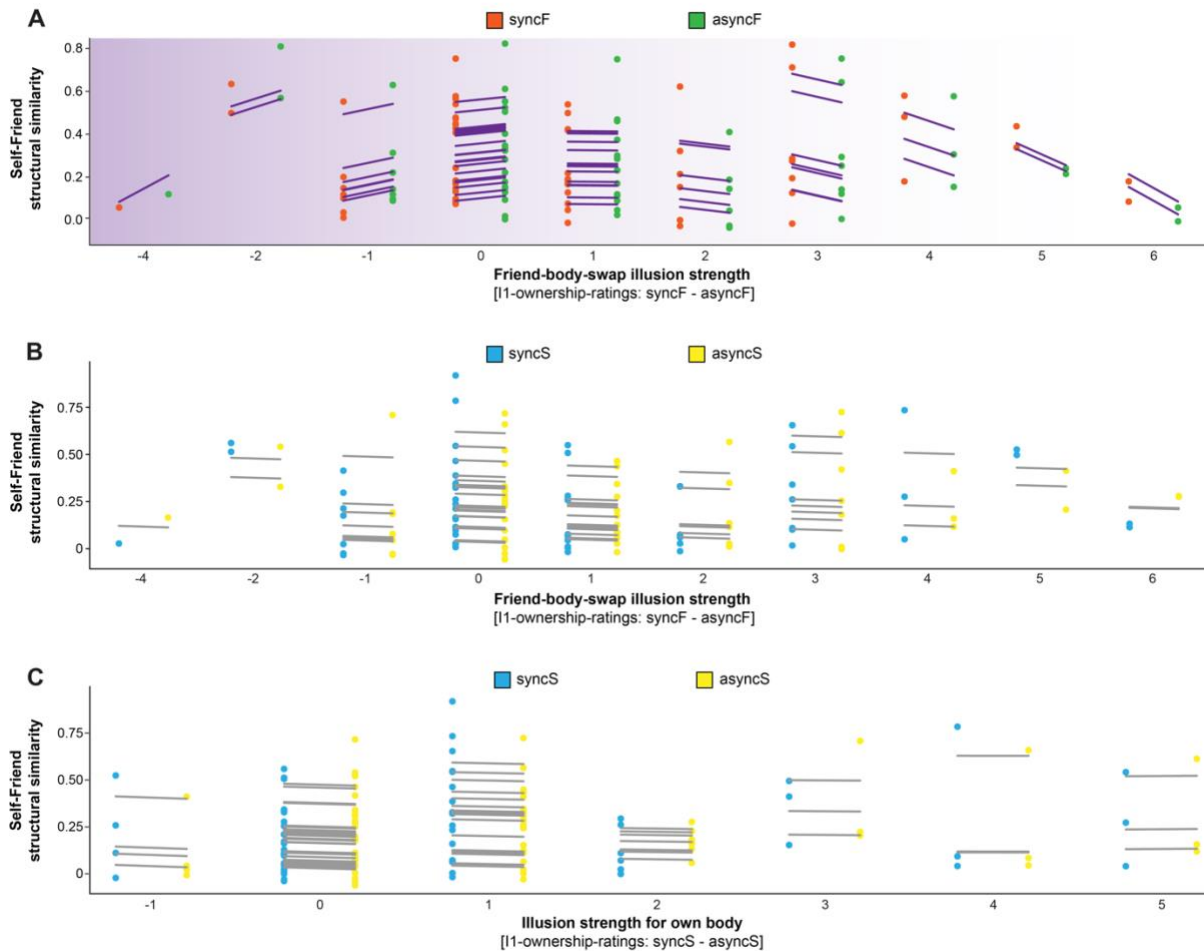 A
syncF asyncF
0.8
0.6
0.4
0.2
0.0
Self-Friend
structural similarity
-4 -2 -1 0 1 2 3 4 5 6
Friend-body-swap illusion strength
[I1-ownership-ratings: syncF - asyncF]
B
syncS asyncS
0.75
0.50
0.25
0
Self-Friend
structural similarity
-4 -2 -1 0 1 2 3 4 5 6
Friend-body-swap illusion strength
[I1-ownership-ratings: syncF - asyncF]
C
syncS asyncS
0.75
0.50
0.25
0
Self-Friend
structural similarity
-1 0 1 2 3 4 5
Illusion strength for own body
[I1-ownership-ratings: syncS - asyncS]